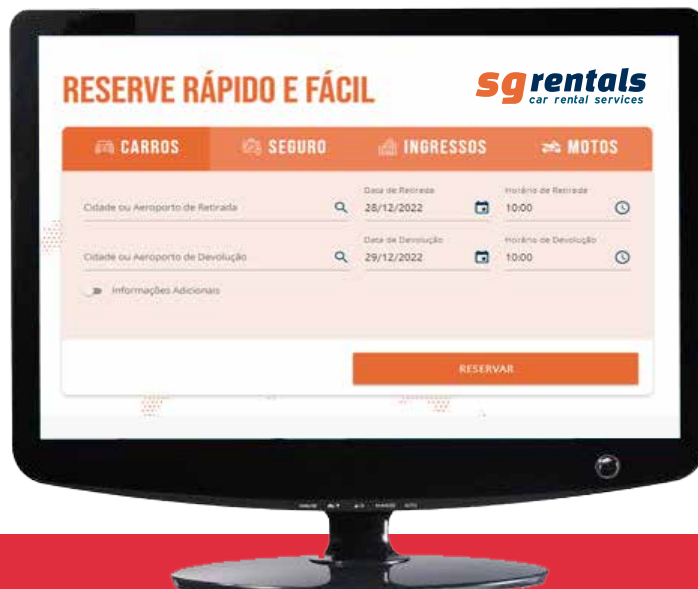 RESERVE RÁPIDO E FÁCIL
sg rentals
car rental services
CARROS
SEGURO
INGRESSOS
MOTOS
Cidade ou Aeroporto de Retirada
Data de Retirada
28/12/2022
Horário de Retirada
10:00
Cidade ou Aeroporto de Devolução
Data de Devolução
29/12/2022
Horário de Devolução
10:00
Informações Adicionais
RESERVAR